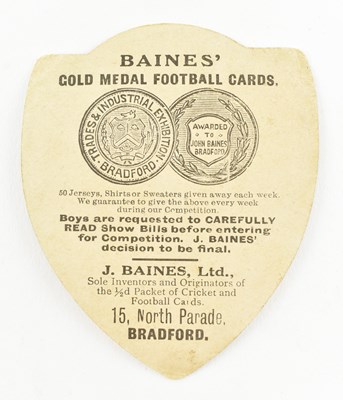 BAINES'
GOLD MEDAL FOOTBALL CARDS.
TRADES & INDUSTRIAL EXHIBITION
· BRADFORD ·
AWARDED
· TO ·
JOHN BAINES
BRADFORD
50 Jerseys, Shirts or Sweaters given away each week.
We guarantee to give the above every week
during our Competition.
Boys are requested to CAREFULLY
READ Show Bills before entering
for Competition. J. BAINES'
decision to be final.
J. BAINES, Ltd.,
Sole Inventors and Originators of
the ½d Packet of Cricket and
Football Cards.
15, North Parade,
BRADFORD.